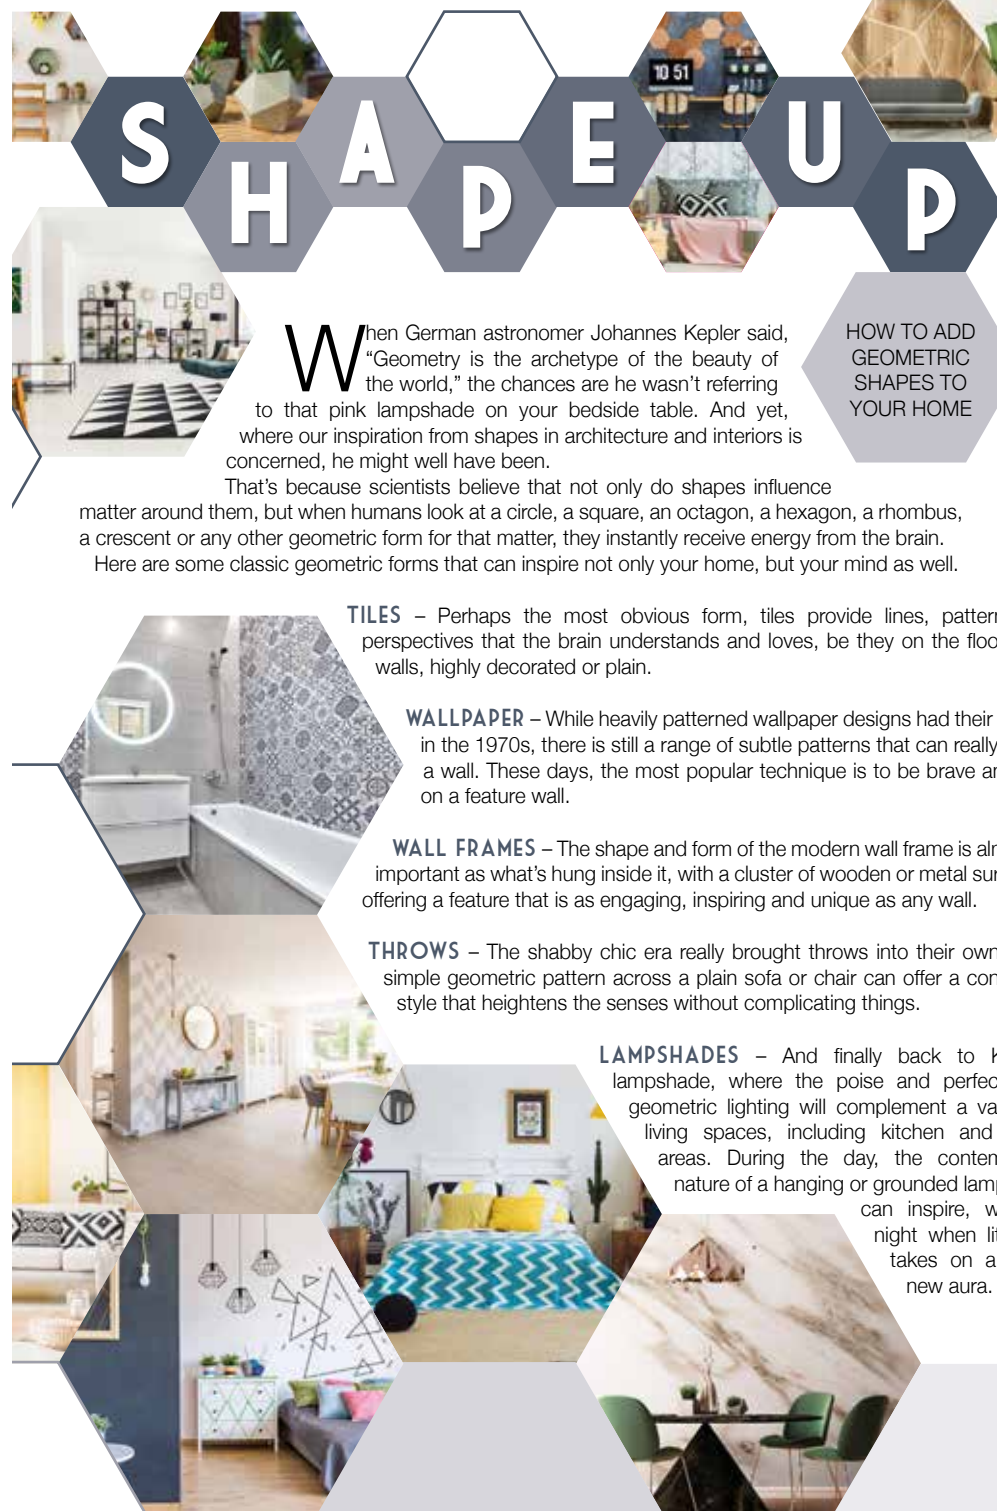 SHAPE UP
10 51
HOW TO ADD
GEOMETRIC
SHAPES TO
YOUR HOME
When German astronomer Johannes Kepler said,
“Geometry is the archetype of the beauty of
the world,” the chances are he wasn’t referring
to that pink lampshade on your bedside table. And yet,
where our inspiration from shapes in architecture and interiors is
concerned, he might well have been.
That’s because scientists believe that not only do shapes influence
matter around them, but when humans look at a circle, a square, an octagon, a hexagon, a rhombus,
a crescent or any other geometric form for that matter, they instantly receive energy from the brain.
Here are some classic geometric forms that can inspire not only your home, but your mind as well.
TILES – Perhaps the most obvious form, tiles provide lines,
perspectives that the brain understands and loves, be they on the
walls, highly decorated or plain.
WALLPAPER – While heavily patterned wallpaper designs had their
in the 1970s, there is still a range of subtle patterns that can really
a wall. These days, the most popular technique is to be brave
on a feature wall.
WALL FRAMES – The shape and form of the modern wall frame is
important as what’s hung inside it, with a cluster of wooden or metal
offering a feature that is as engaging, inspiring and unique as any wall.
THROWS – The shabby chic era really brought throws into their own
simple geometric pattern across a plain sofa or chair can offer a
style that heightens the senses without complicating things.
LAMPSHADES – And finally back to
lampshade, where the poise and
geometric lighting will complement a
living spaces, including kitchen and
areas. During the day, the
nature of a hanging or grounded
can inspire,
night when
takes on a
new aura.